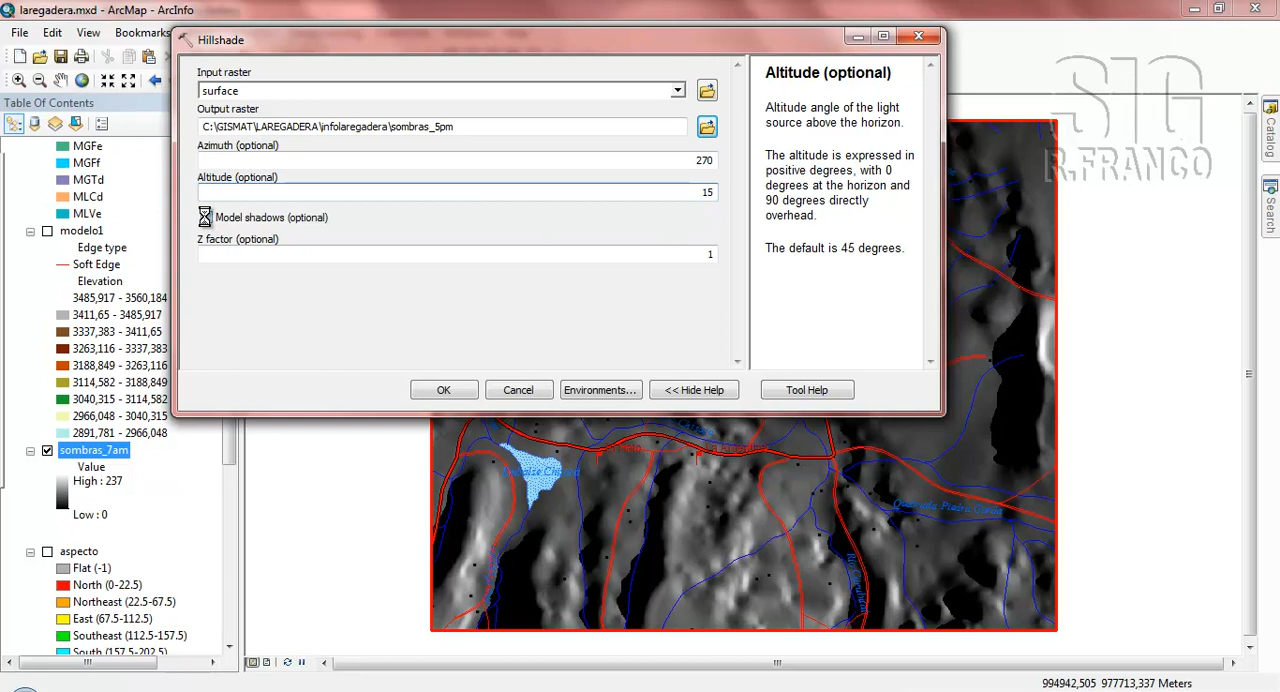 laregadera.mxd - ArcMap - ArcInfo
File Edit View Bookmarks
Hillshade
Input raster
surface
Output raster
C:\GISMAT\LAREGADERA\infolaregadera\sombras_5pm
Azimuth (optional)
270
Altitude (optional)
15
Model shadows (optional)
Z factor (optional)
1
OK
Cancel
Environments...
<< Hide Help
Tool Help
Altitude (optional)
Altitude angle of the light
source above the horizon.
The altitude is expressed in
positive degrees, with 0
degrees at the horizon and
90 degrees directly
overhead.
The default is 45 degrees.
SIG
R.FRANCO
Catalog
Search
Table Of Contents
MGFe
MGFf
MGTd
MLCd
MLVe
modelo1
Edge type
Soft Edge
Elevation
3485,917 - 3560,184
3411,65 - 3485,917
3337,383 - 3411,65
3263,116 - 3337,383
3188,849 - 3263,116
3114,582 - 3188,849
3040,315 - 3114,582
2966,048 - 3040,315
2891,781 - 2966,048
sombras_7am
Value
High : 237
Low : 0
aspecto
Flat (-1)
North (0-22.5)
Northeast (22.5-67.5)
East (67.5-112.5)
Southeast (112.5-157.5)
South (157.5-202.5)
994942,505 977713,337 Meters